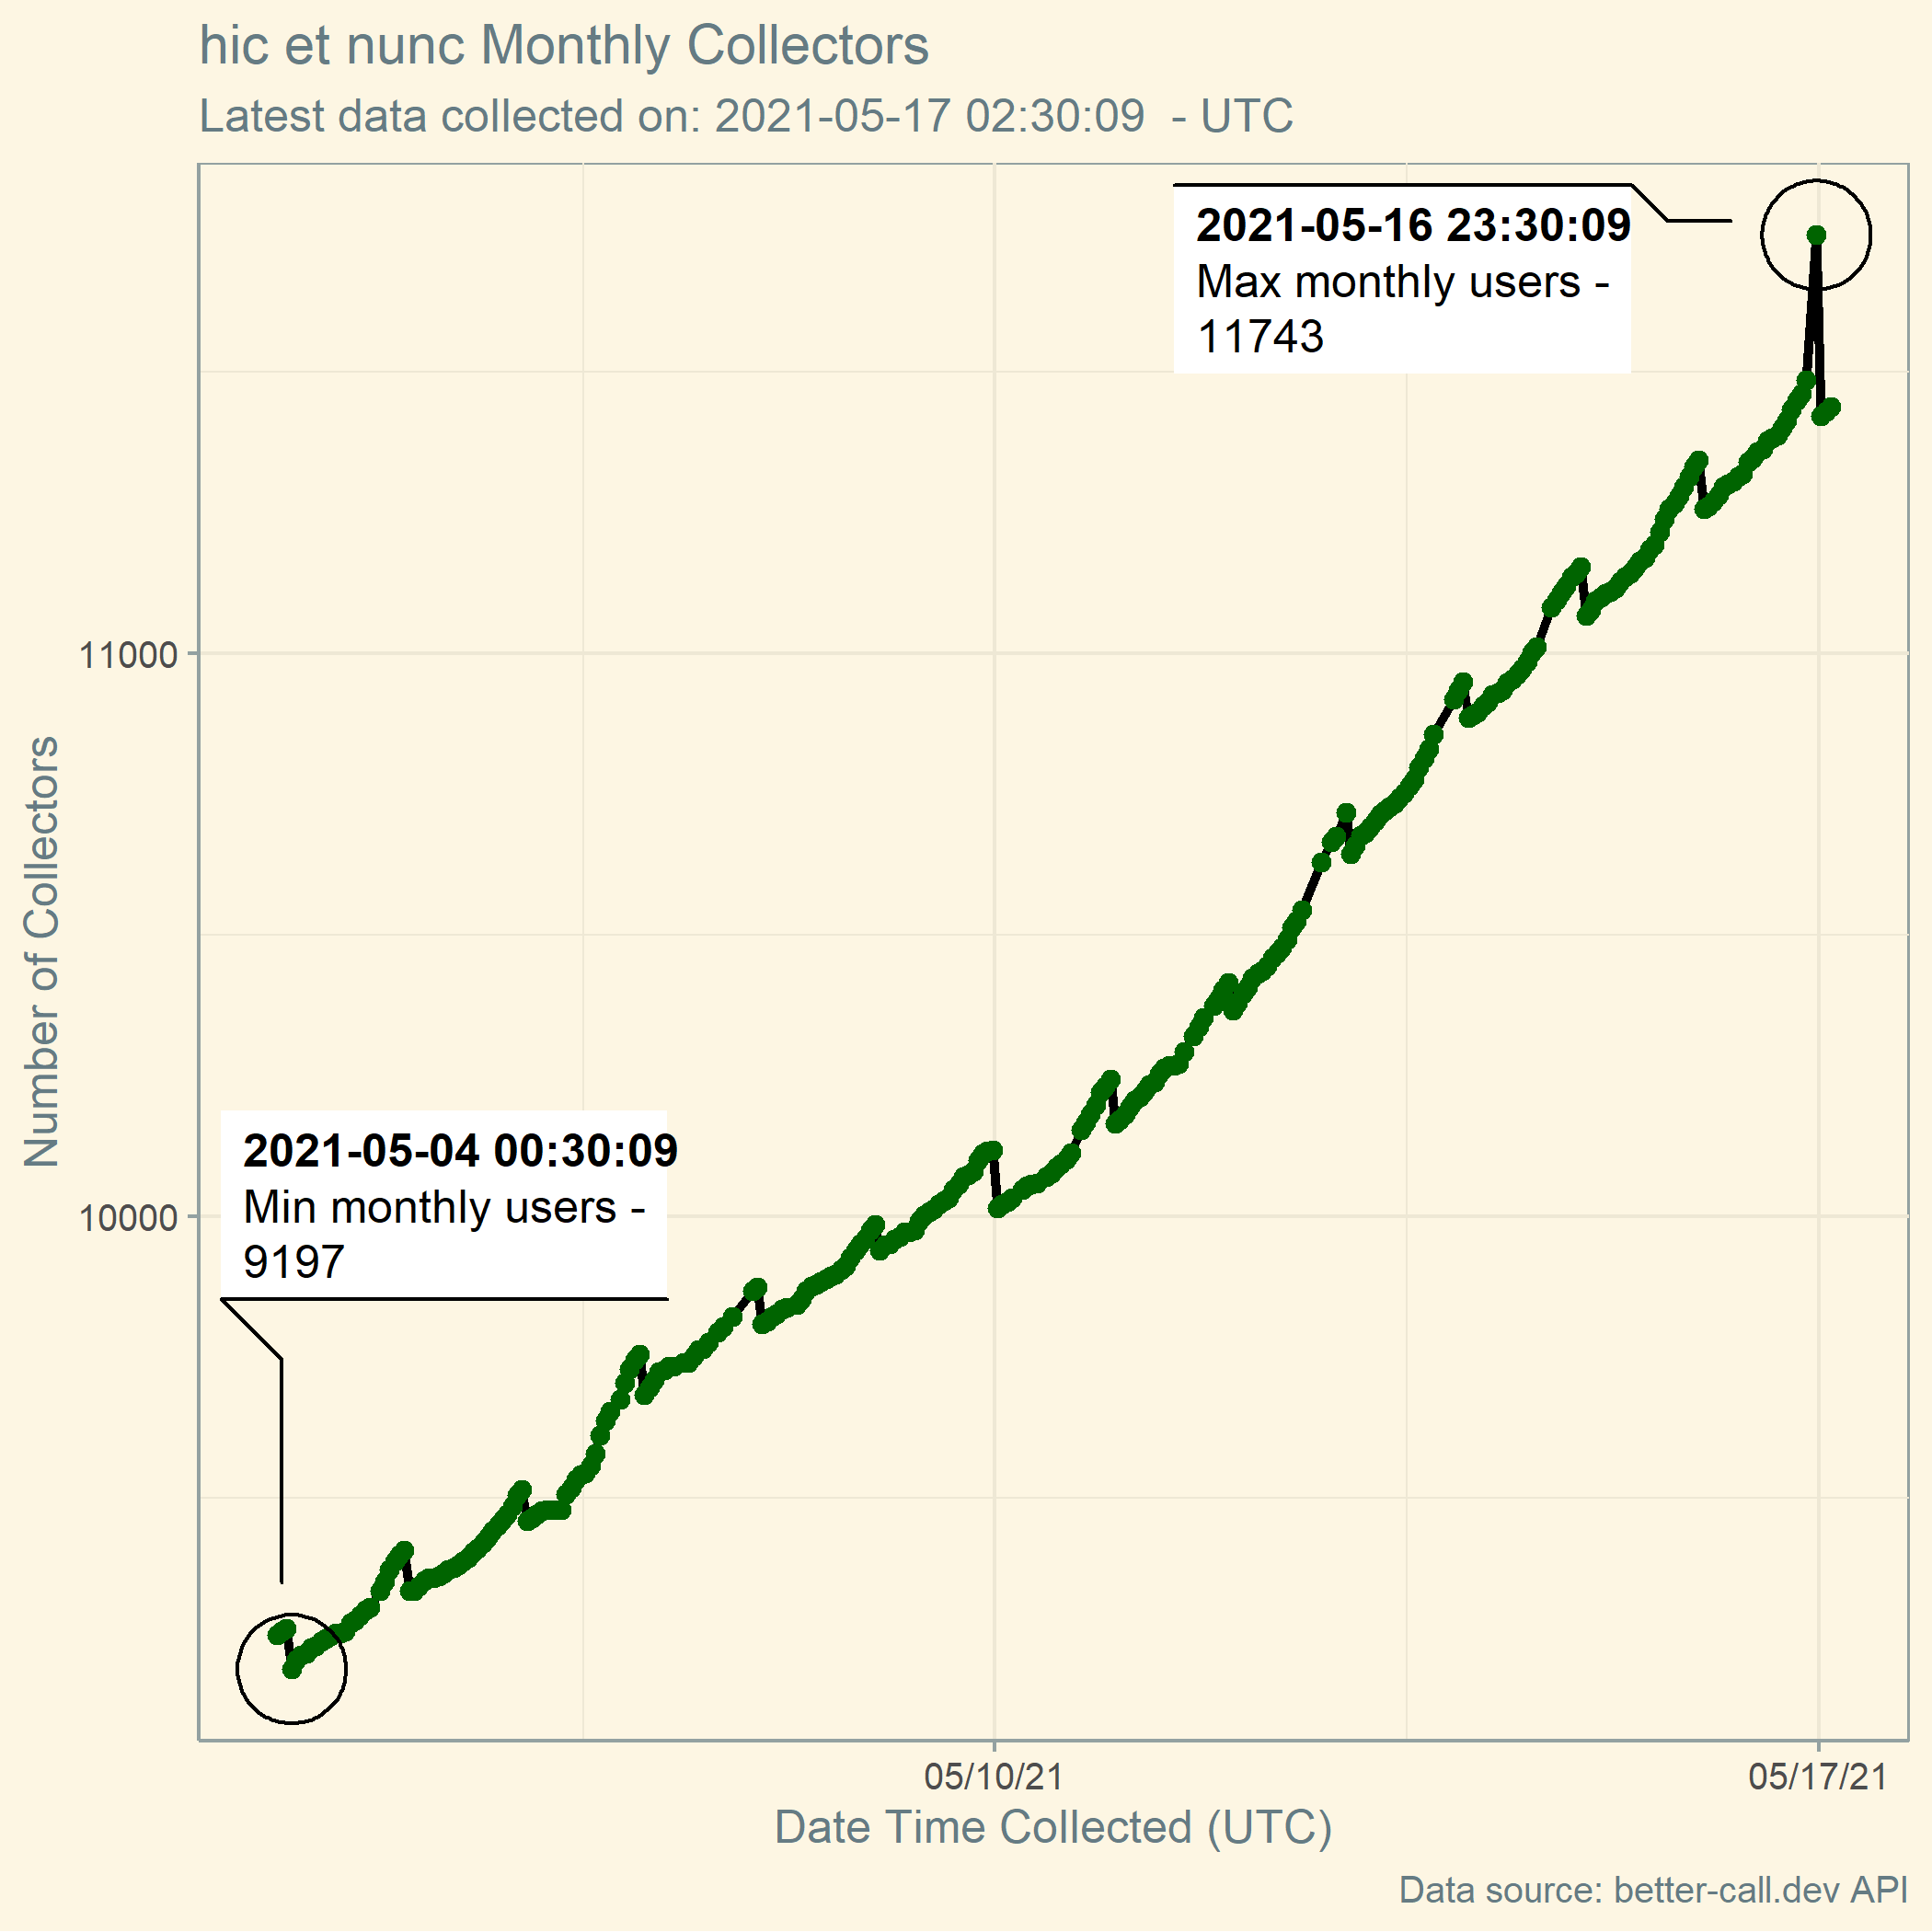 hic et nunc Monthly Collectors
Latest data collected on: 2021-05-17 02:30:09  - UTC
2021-05-16 23:30:09
Max monthly users -
11743
11000
Number of Collectors
2021-05-04 00:30:09
Min monthly users -
9197
10000
05/10/21
05/17/21
Date Time Collected (UTC)
Data source: better-call.dev API